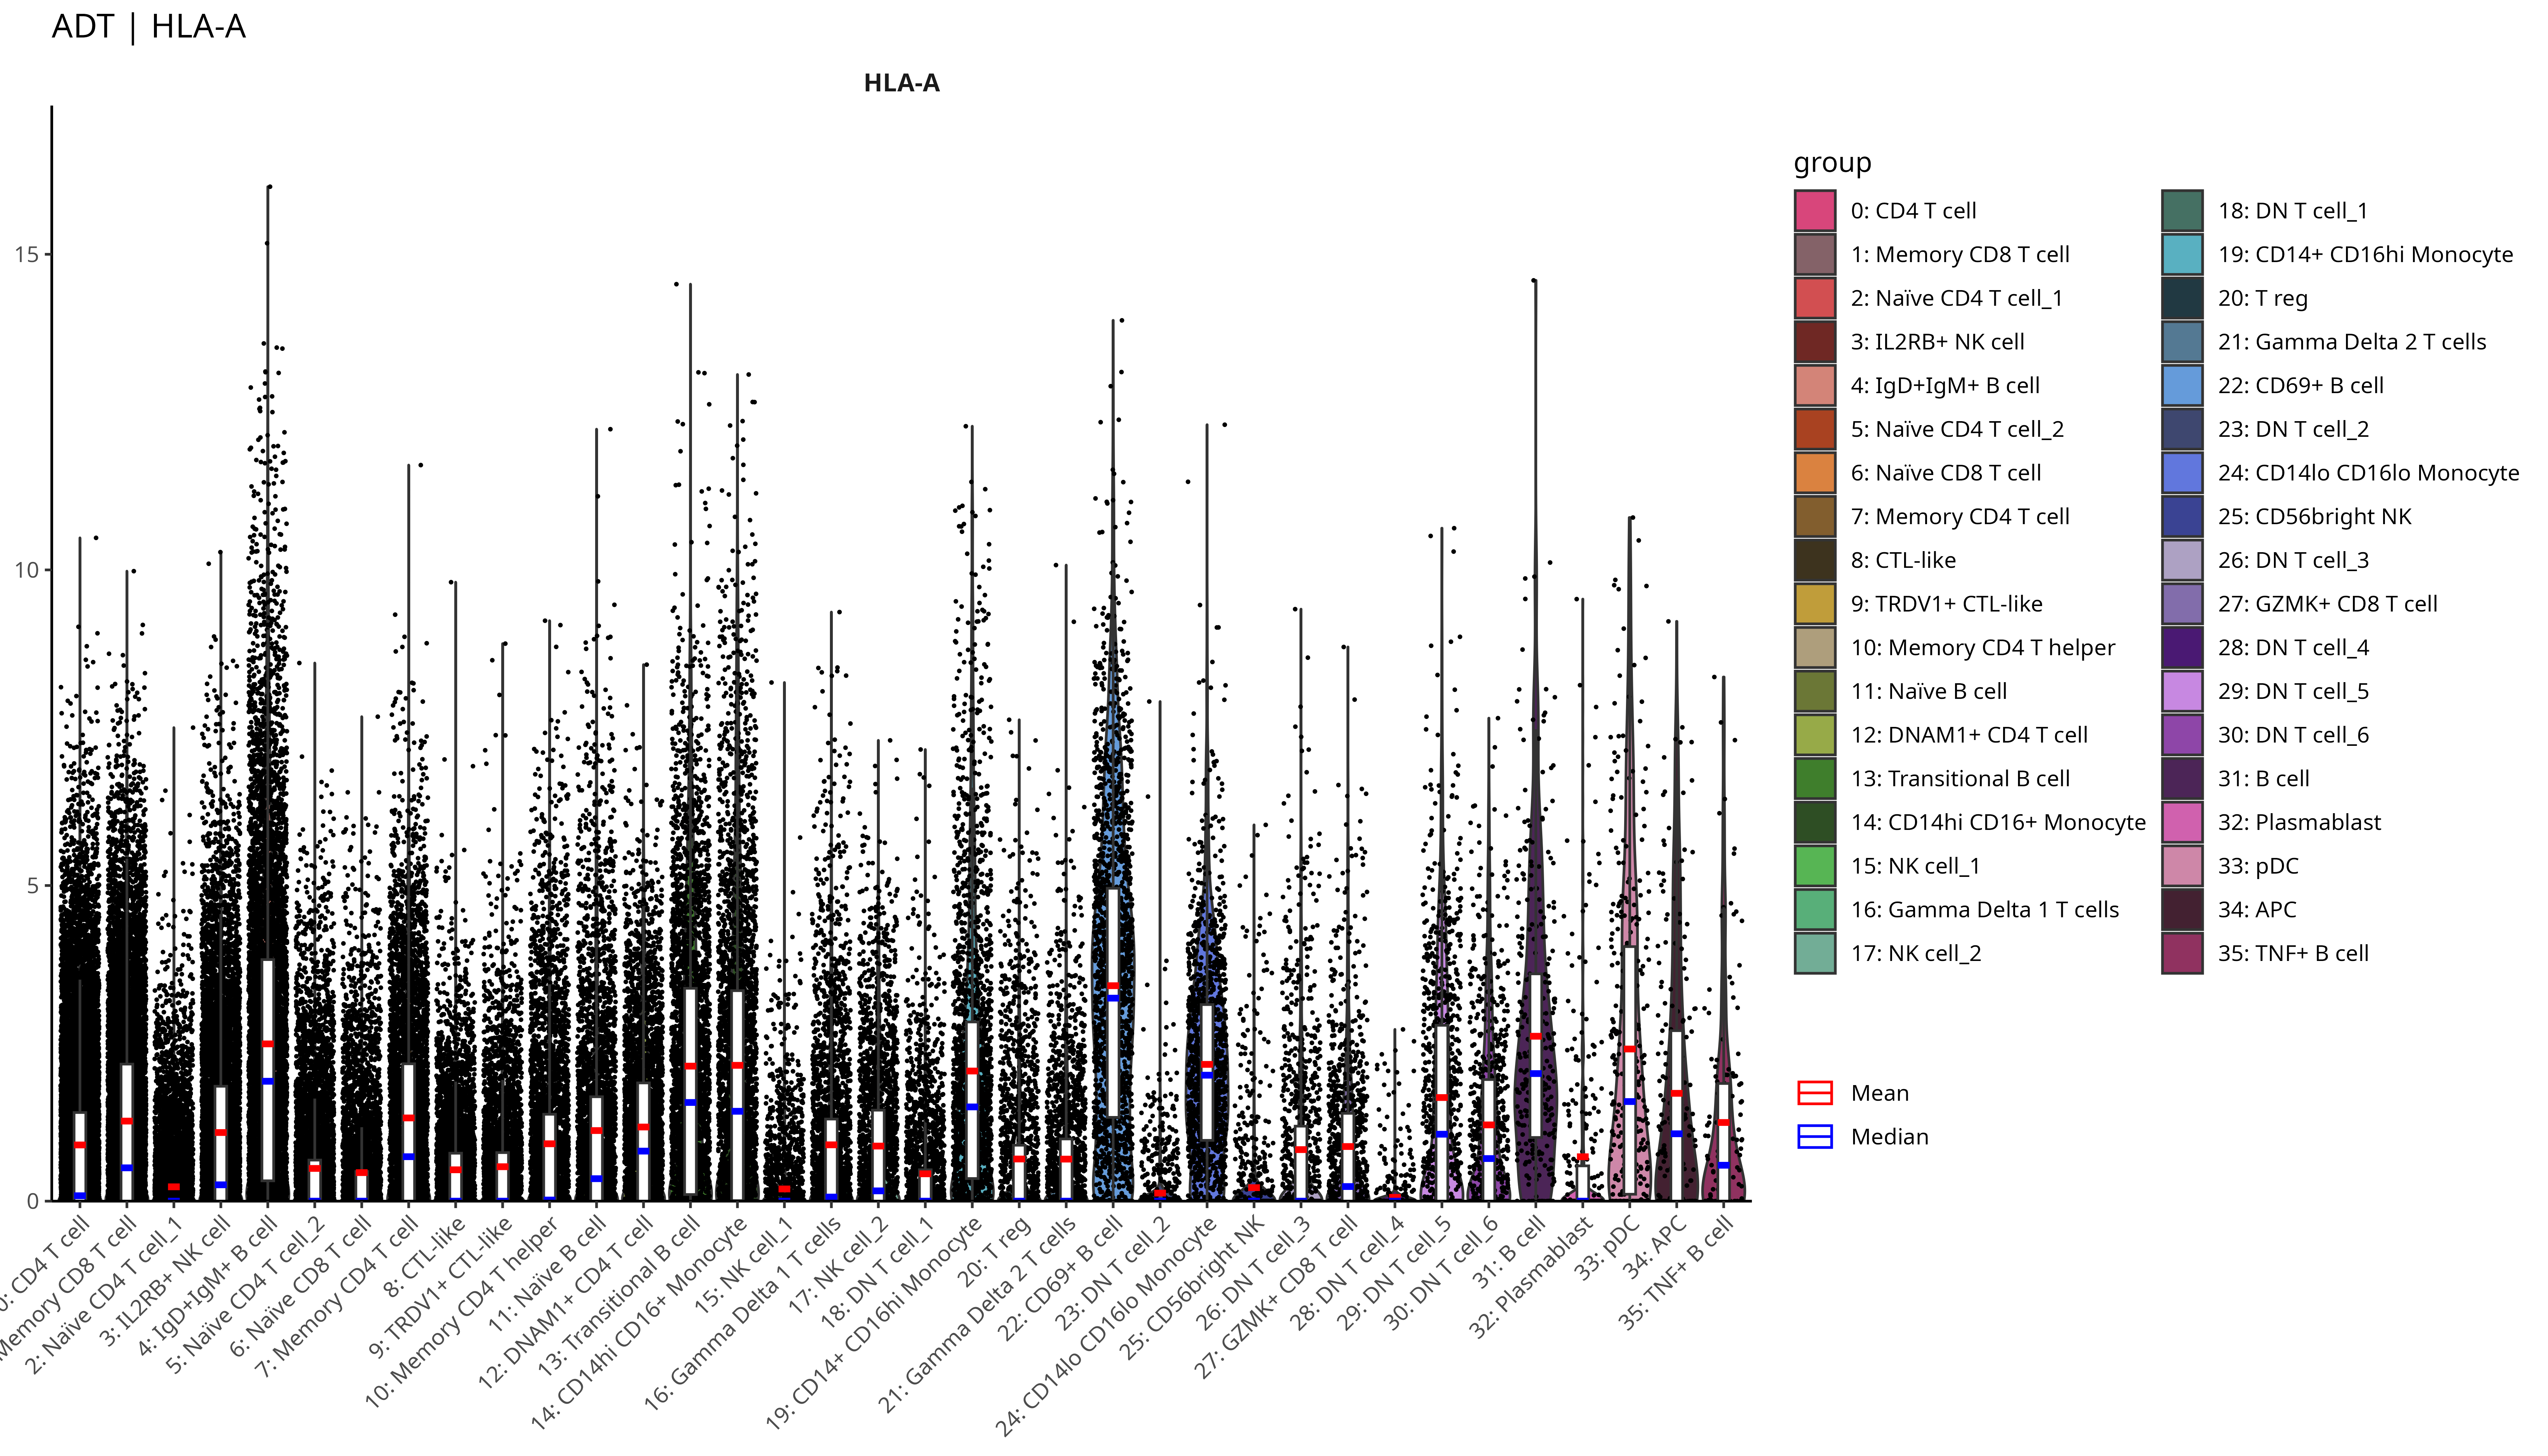 ADT | HLA-A
HLA-A
15
10
5
0
0: CD4 T cell
Memory CD8 T cell
2: Naïve CD4 T cell_1
3: IL2RB+ NK cell
4: IgD+IgM+ B cell
5: Naïve CD4 T cell_2
6: Naïve CD8 T cell
7: Memory CD4 T cell
8: CTL-like
9: TRDV1+ CTL-like
10: Memory CD4 T helper
11: Naïve B cell
12: DNAM1+ CD4 T cell
13: Transitional B cell
14: CD14hi CD16+ Monocyte
15: NK cell_1
16: Gamma Delta 1 T cells
17: NK cell_2
18: DN T cell_1
19: CD14+ CD16hi Monocyte
20: T reg
21: Gamma Delta 2 T cells
22: CD69+ B cell
23: DN T cell_2
24: CD14lo CD16lo Monocyte
25: CD56bright NK
26: DN T cell_3
27: GZMK+ CD8 T cell
28: DN T cell_4
29: DN T cell_5
30: DN T cell_6
31: B cell
32: Plasmablast
33: pDC
34: APC
35: TNF+ B cell
group
0: CD4 T cell
1: Memory CD8 T cell
2: Naïve CD4 T cell_1
3: IL2RB+ NK cell
4: IgD+IgM+ B cell
5: Naïve CD4 T cell_2
6: Naïve CD8 T cell
7: Memory CD4 T cell
8: CTL-like
9: TRDV1+ CTL-like
10: Memory CD4 T helper
11: Naïve B cell
12: DNAM1+ CD4 T cell
13: Transitional B cell
14: CD14hi CD16+ Monocyte
15: NK cell_1
16: Gamma Delta 1 T cells
17: NK cell_2
18: DN T cell_1
19: CD14+ CD16hi Monocyte
20: T reg
21: Gamma Delta 2 T cells
22: CD69+ B cell
23: DN T cell_2
24: CD14lo CD16lo Monocyte
25: CD56bright NK
26: DN T cell_3
27: GZMK+ CD8 T cell
28: DN T cell_4
29: DN T cell_5
30: DN T cell_6
31: B cell
32: Plasmablast
33: pDC
34: APC
35: TNF+ B cell
Mean
Median